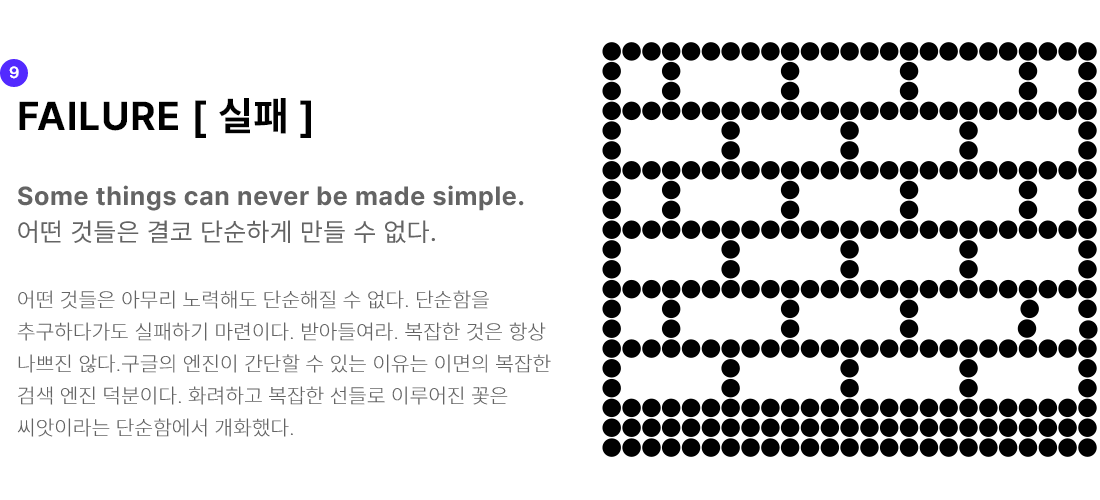 9
FAILURE [ 실패 ]
Some things can never be made simple.
어떤 것들은 결코 단순하게 만들 수 없다.
어떤 것들은 아무리 노력해도 단순해질 수 없다. 단순함을
추구하다가도 실패하기 마련이다. 받아들여라. 복잡한 것은 항상
나쁘진 않다.구글의 엔진이 간단할 수 있는 이유는 이면의 복잡한
검색 엔진 덕분이다. 화려하고 복잡한 선들로 이루어진 꽃은
씨앗이라는 단순함에서 개화했다.